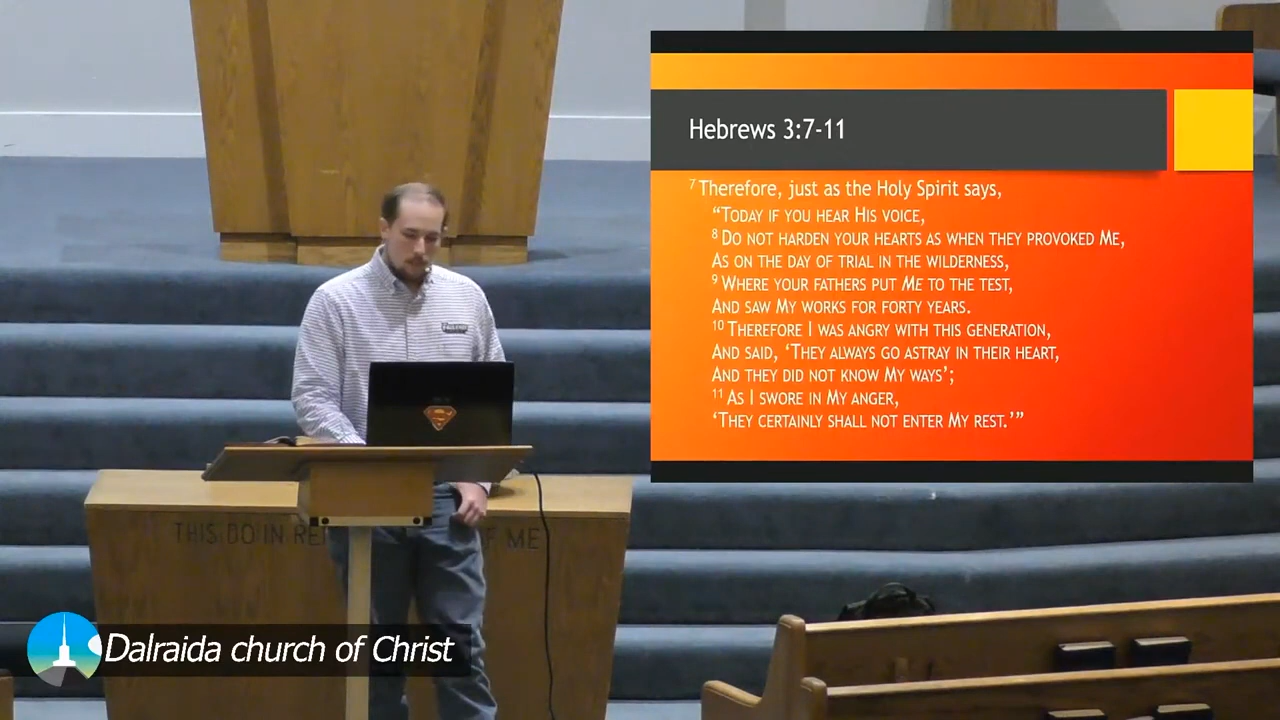 Hebrews 3:7-11
7 Therefore, just as the Holy Spirit says,
“TODAY IF YOU HEAR HIS VOICE,
8 DO NOT HARDEN YOUR HEARTS AS WHEN THEY PROVOKED ME,
AS ON THE DAY OF TRIAL IN THE WILDERNESS,
9 WHERE YOUR FATHERS PUT ME TO THE TEST,
AND SAW MY WORKS FOR FORTY YEARS.
10 THEREFORE I WAS ANGRY WITH THIS GENERATION,
AND SAID, ‘THEY ALWAYS GO ASTRAY IN THEIR HEART,
AND THEY DID NOT KNOW MY WAYS’;
11 AS I SWORE IN MY ANGER,
‘THEY CERTAINLY SHALL NOT ENTER MY REST.’”
THIS DO IN RE F ME
Dalraida church of Christ